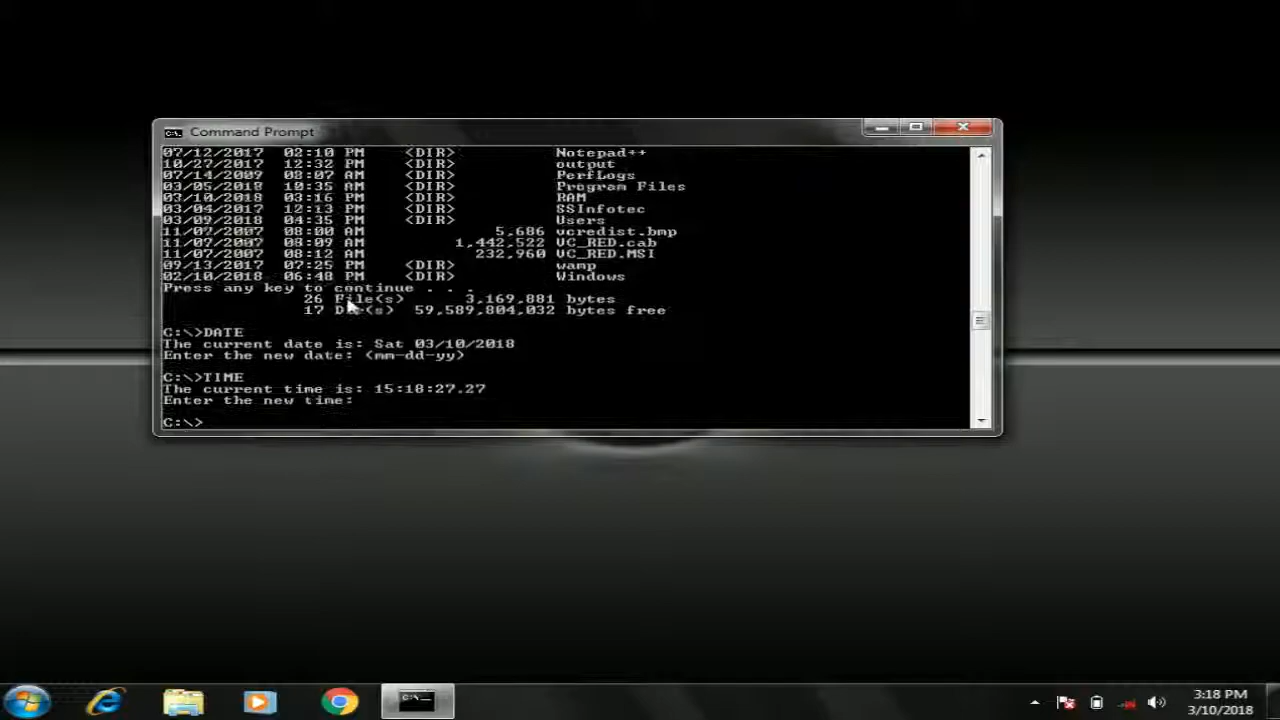 Command Prompt
07/12/2017 02:10 PM <DIR> Notepad++
10/27/2017 12:32 PM <DIR> output
07/14/2009 08:07 AM <DIR> PerfLogs
03/05/2018 10:35 AM <DIR> Program Files
03/10/2018 03:16 PM <DIR> RAM
03/04/2017 12:13 PM <DIR> SSInfotec
03/09/2018 04:35 PM <DIR> Users
11/07/2007 08:00 AM 5,686 vcredist.bmp
11/07/2007 08:09 AM 1,442,522 VC_RED.cab
11/07/2007 08:12 AM 232,960 VC_RED.MSI
09/13/2017 07:25 PM <DIR> wamp
02/10/2018 06:48 PM <DIR> Windows
Press any key to continue . . .
26 File(s) 3,169,881 bytes
17 Dir(s) 59,589,804,032 bytes free
C:\>DATE
The current date is: Sat 03/10/2018
Enter the new date: (mm-dd-yy)
C:\>TIME
The current time is: 15:18:27.27
Enter the new time:
C:\>
3:18 PM
3/10/2018